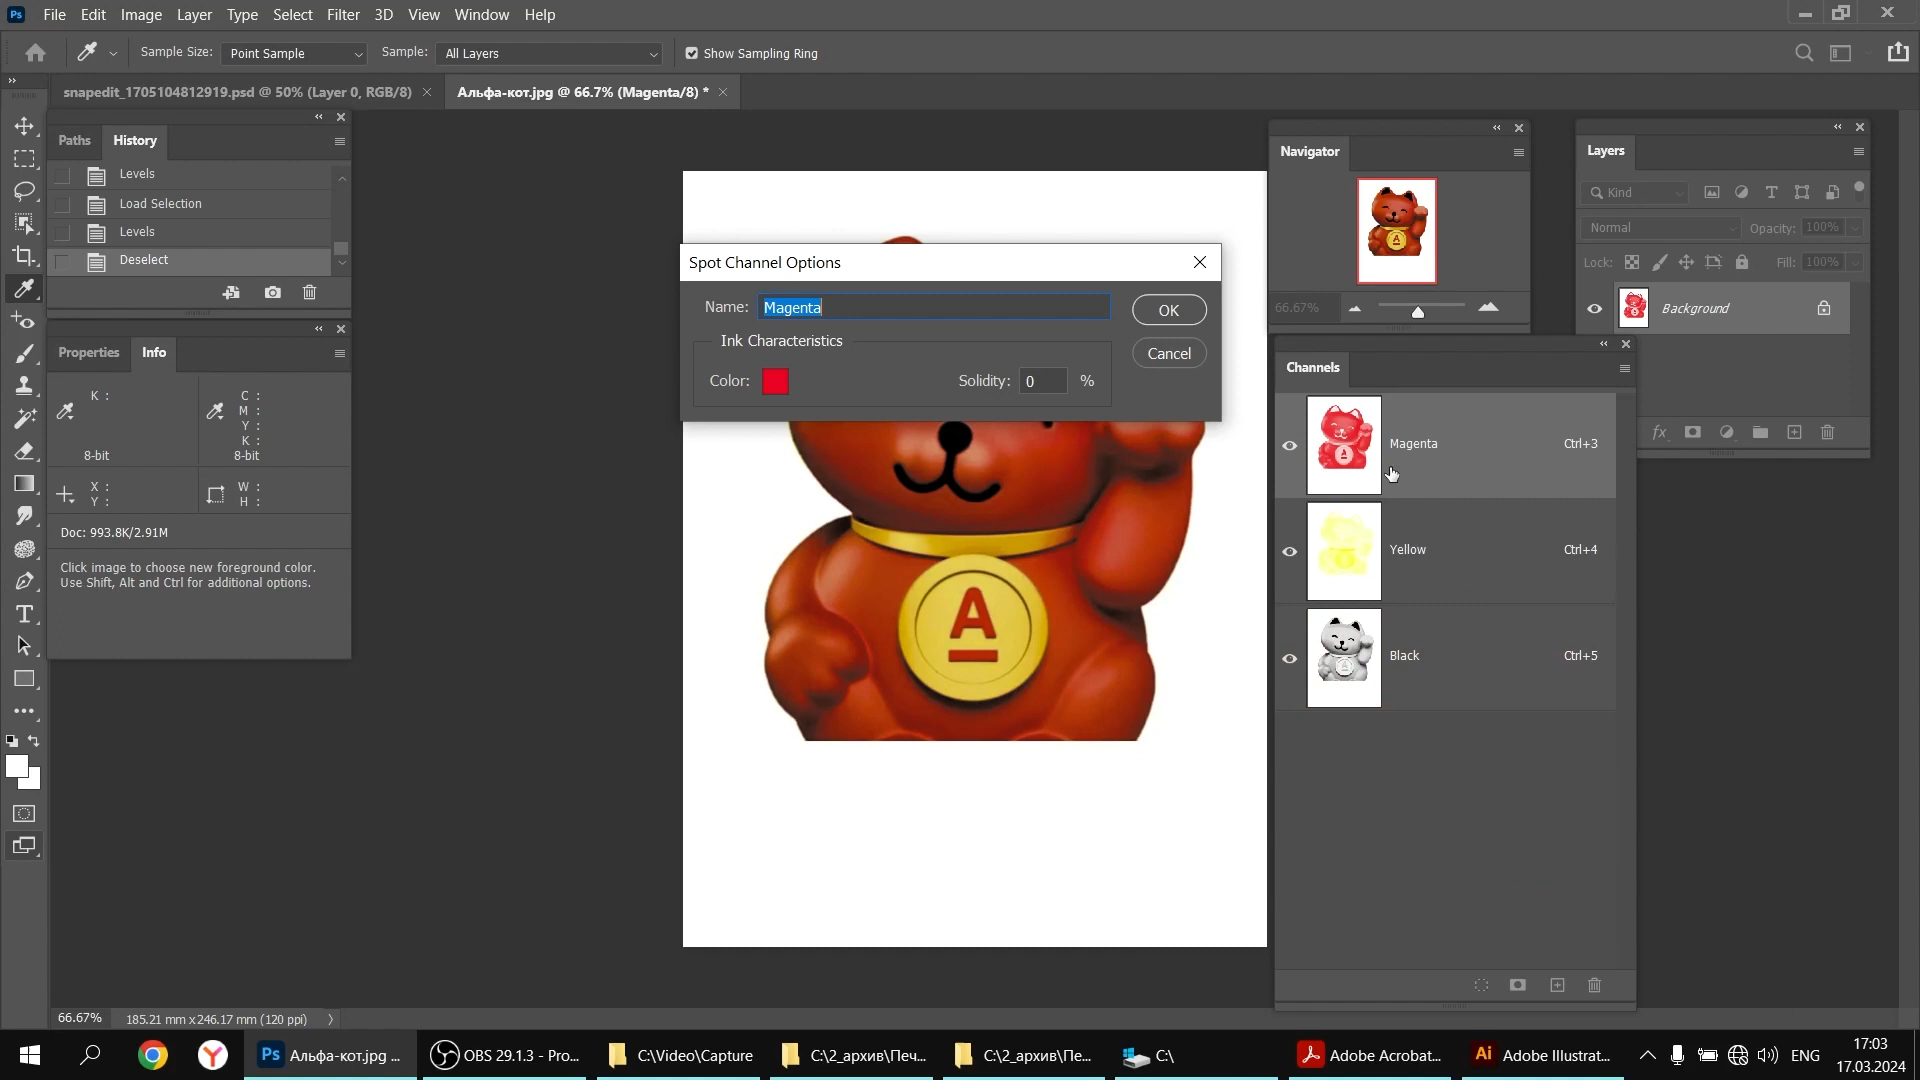 Ps File Edit Image Layer Type Select Filter 3D View Window Help
Sample Size: Point Sample Sample: All Layers Show Sampling Ring
snapedit_1705104812919.psd @ 50% (Layer 0, RGB/8) Альфа-кот.jpg @ 66.7% (Magenta/8) *
Paths History
Levels
Load Selection
Levels
Deselect
Properties Info
K :
8-bit
C :
M :
Y :
K :
8-bit
X :
Y :
W :
H :
Doc: 993.8K/2.91M
Click image to choose new foreground color.
Use Shift, Alt and Ctrl for additional options.
Spot Channel Options
Name: Magenta
OK
Ink Characteristics
Cancel
Color:
Solidity: 0 %
A
Navigator
66.67%
Channels
Magenta Ctrl+3
Yellow Ctrl+4
Black Ctrl+5
Layers
Kind
Normal Opacity: 100%
Lock: Fill: 100%
Background
fx
66.67% 185.21 mm x 246.17 mm (120 ppi)
Ps Альфа-кот.jpg ... OBS 29.1.3 - Pro... C:\Video\Capture C:\2_архив\Печ... C:\2_архив\Пе... C:\ Adobe Acrobat... Ai Adobe Illustrat... ENG
17:03
17.03.2024